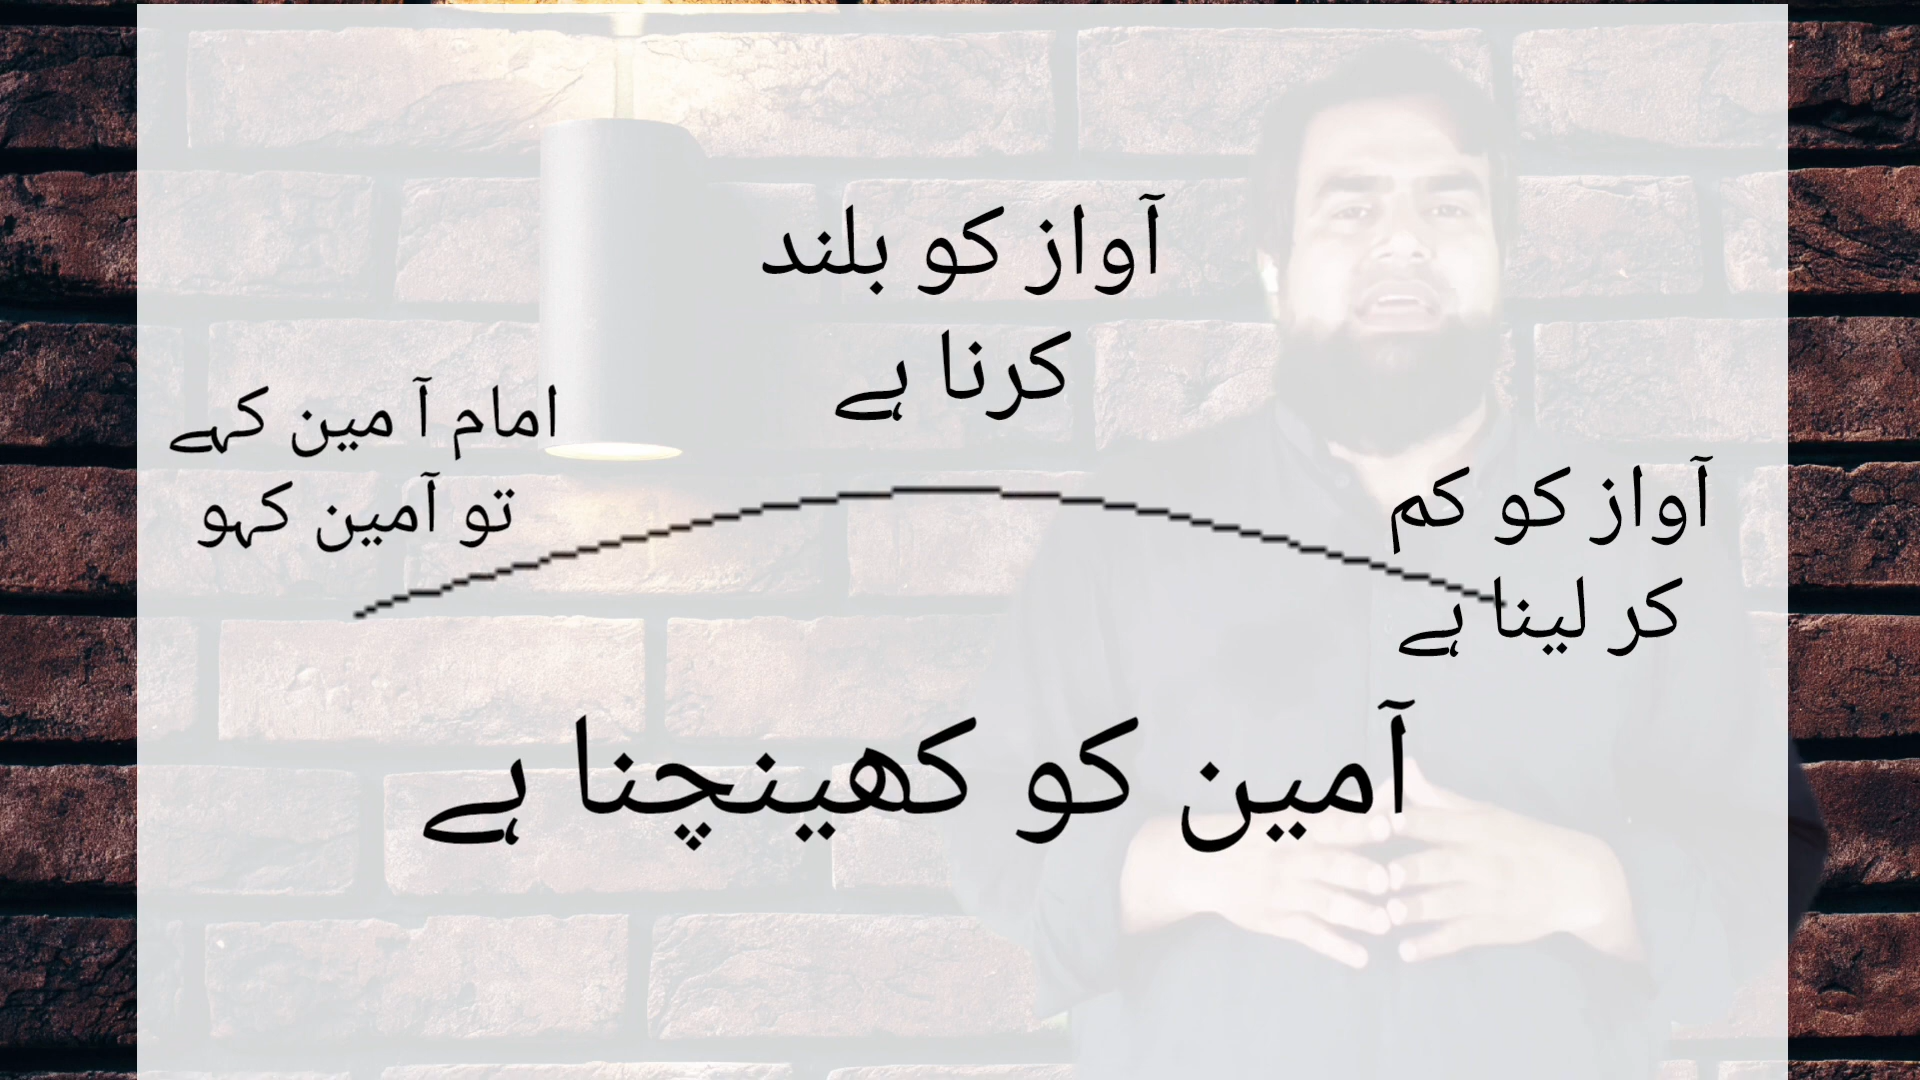 آواز کو بلند
کرنا ہے
امام آ مین کہے
تو آمین کہو
آواز کو کم
کر لینا ہے
آمین کو کھینچنا ہے